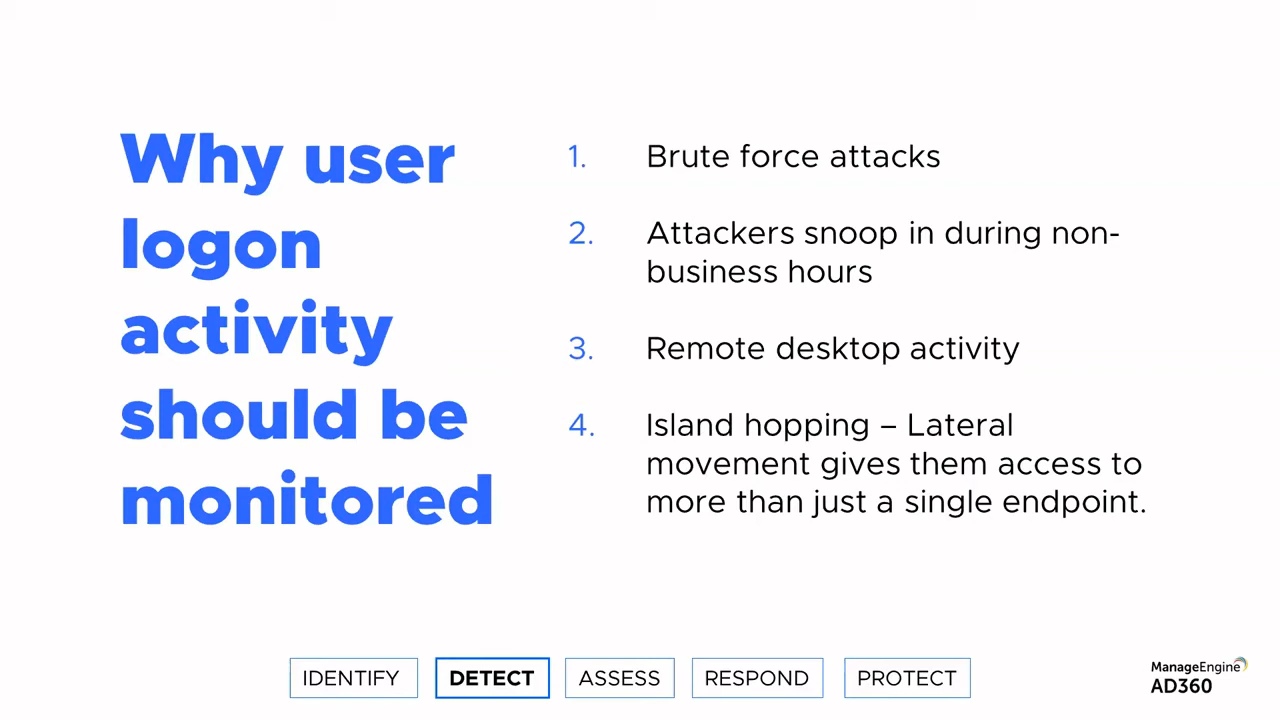 Why user
logon
activity
should be
monitored
1. Brute force attacks
2. Attackers snoop in during non-
business hours
3. Remote desktop activity
4. Island hopping – Lateral
movement gives them access to
more than just a single endpoint.
IDENTIFY DETECT ASSESS RESPOND PROTECT
ManageEngine
AD360